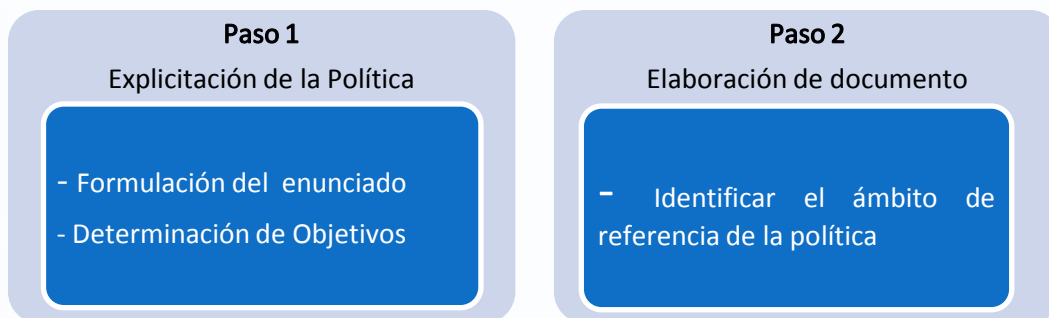 Paso 1
Explicitación de la Política
- Formulación del enunciado
- Determinación de Objetivos
Paso 2
Elaboración de documento
- Identificar el ámbito de
referencia de la política